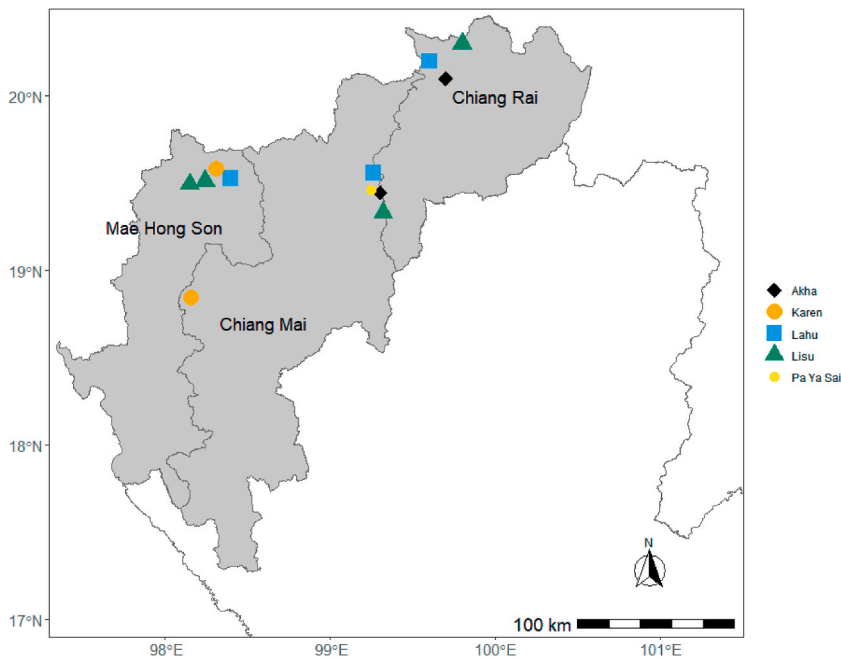 20°N
Chiang Rai
Mae Hong Son
19°N
Chiang Mai
Akha
Karen
Lahu
Lisu
Pa Ya Sai
18°N
N
17°N
100 km
98°E
99°E
100°E
101°E